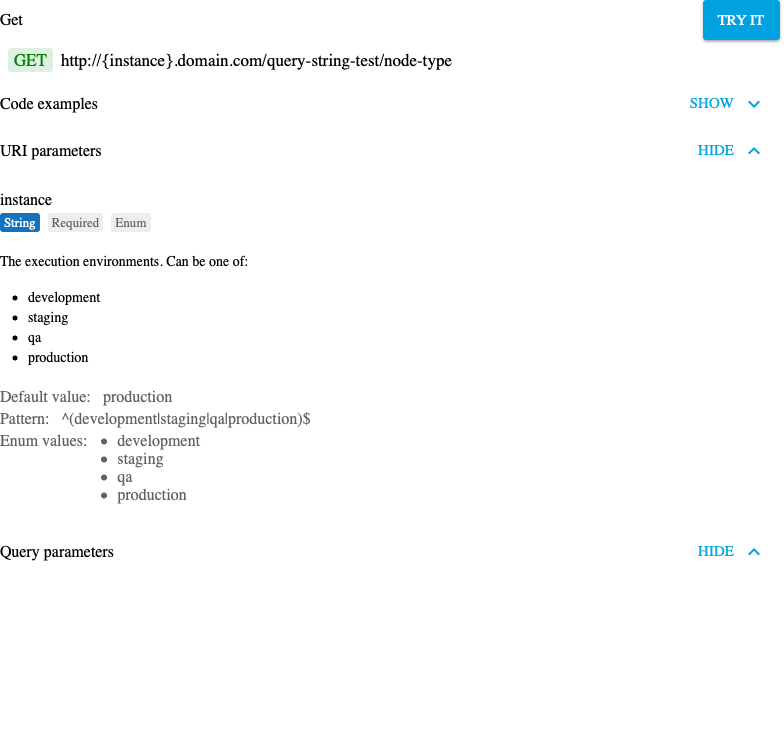 Get
TRY IT
GET http://{instance}.domain.com/query-string-test/node-type
Code examples
SHOW
URI parameters
HIDE
instance
String Required Enum
The execution environments. Can be one of:
development
staging
qa
production
Default value: production
Pattern: ^(development|staging|qa|production)$
Enum values:
development
staging
qa
production
Query parameters
HIDE